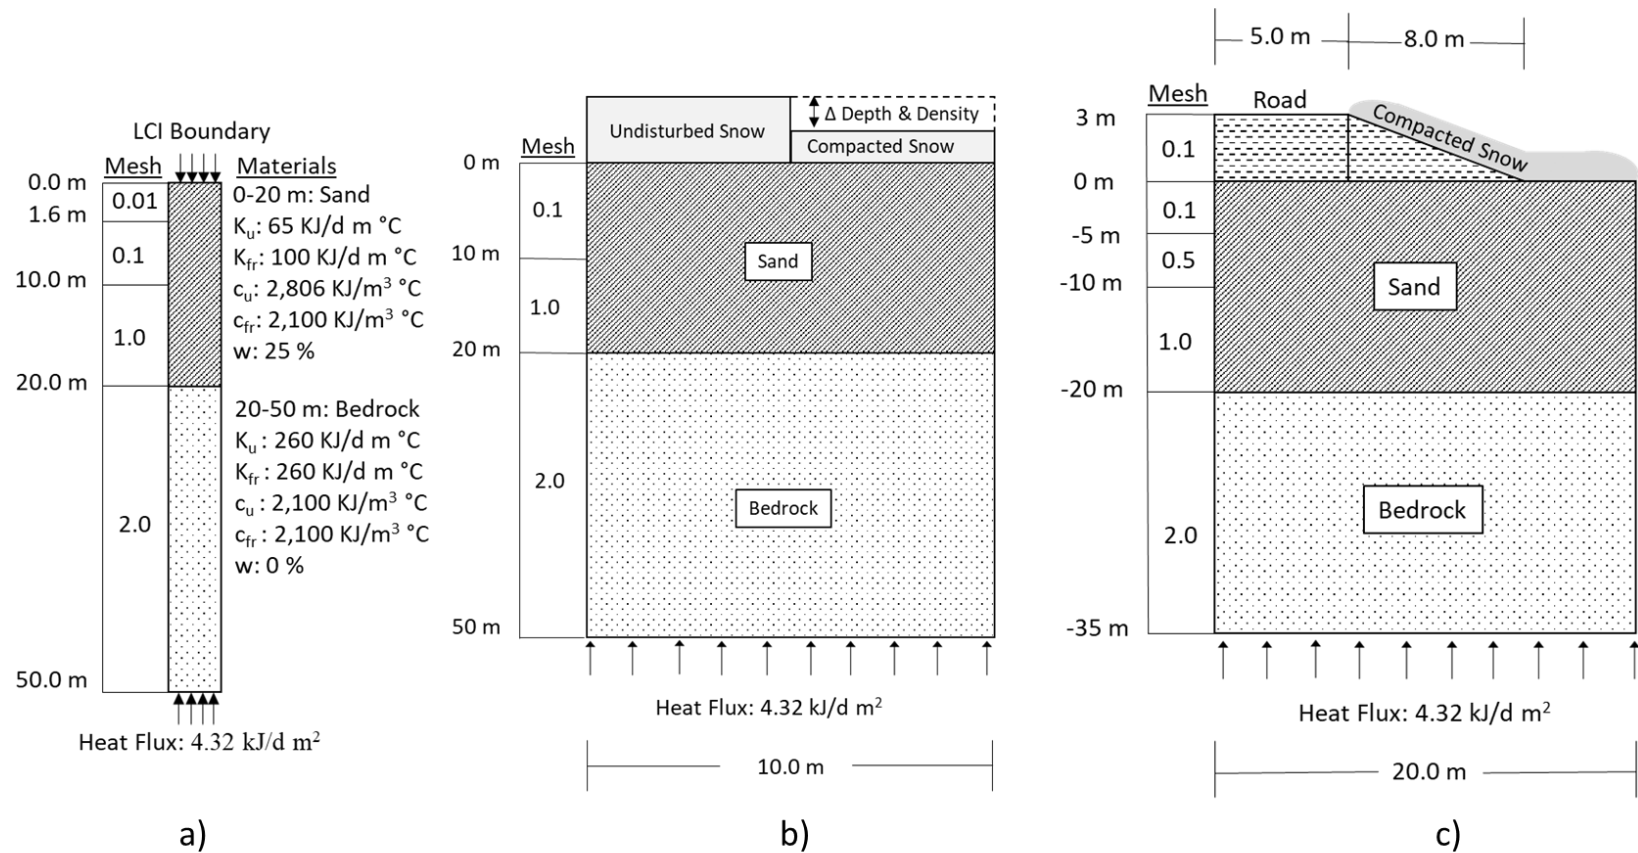 LCI Boundary
Mesh
Materials
0.0 m
1.6 m
10.0 m
20.0 m
50.0 m
0.01
0.1
1.0
2.0
0-20 m: Sand
Ku: 65 KJ/d m °C
Kfr: 100 KJ/d m °C
cu: 2,806 KJ/m³ °C
cfr: 2,100 KJ/m³ °C
w: 25 %
20-50 m: Bedrock
Ku : 260 KJ/d m °C
Kfr : 260 KJ/d m °C
cu : 2,100 KJ/m³ °C
cfr : 2,100 KJ/m³ °C
w: 0 %
Heat Flux: 4.32 kJ/d m²
a)
Undisturbed Snow
Δ Depth & Density
Compacted Snow
Mesh
0 m
10 m
20 m
50 m
0.1
1.0
2.0
Sand
Bedrock
Heat Flux: 4.32 kJ/d m²
10.0 m
b)
5.0 m
8.0 m
Mesh
Road
Compacted Snow
3 m
0 m
-5 m
-10 m
-20 m
-35 m
0.1
0.1
0.5
1.0
2.0
Sand
Bedrock
Heat Flux: 4.32 kJ/d m²
20.0 m
c)